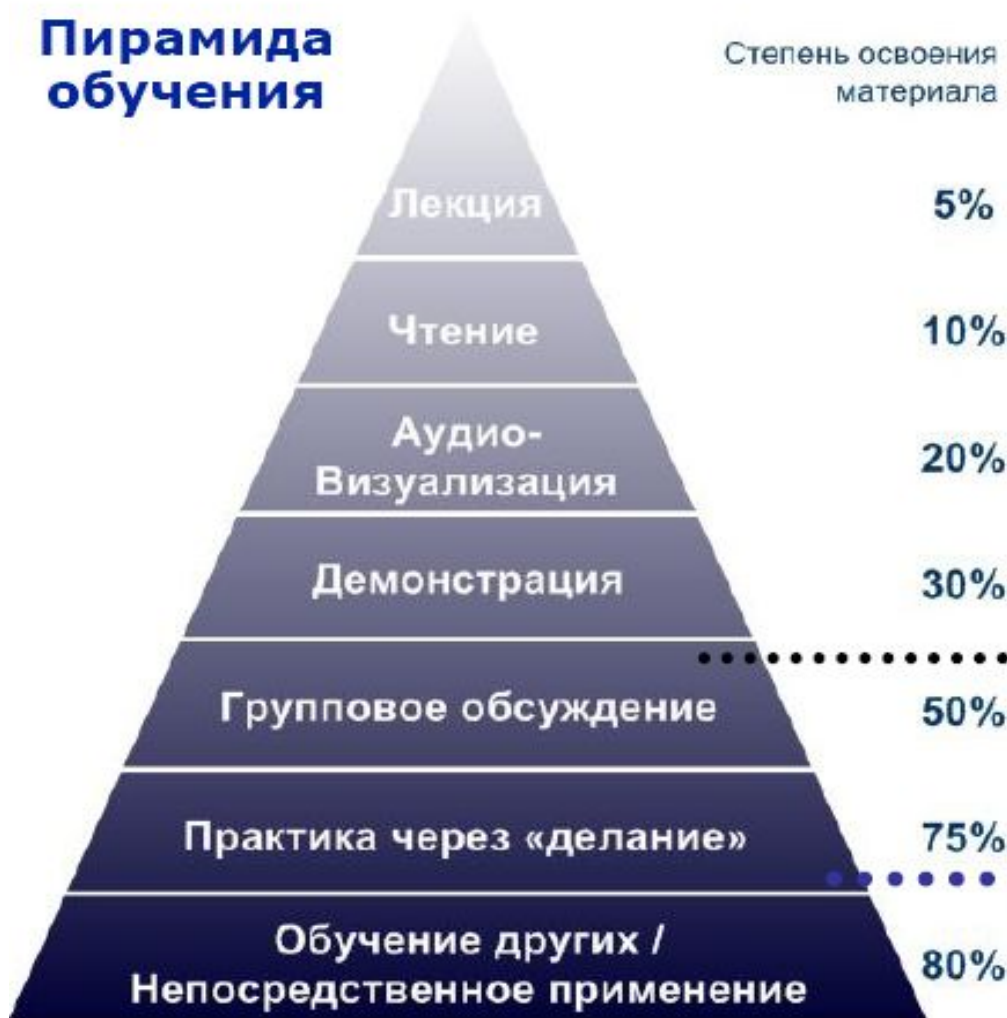 Пирамида
обучения
Степень освоения
материала
Лекция 5%
Чтение 10%
Аудио-
Визуализация 20%
Демонстрация 30%
Групповое обсуждение 50%
Практика через «делание» 75%
Обучение других /
Непосредственное применение 80%